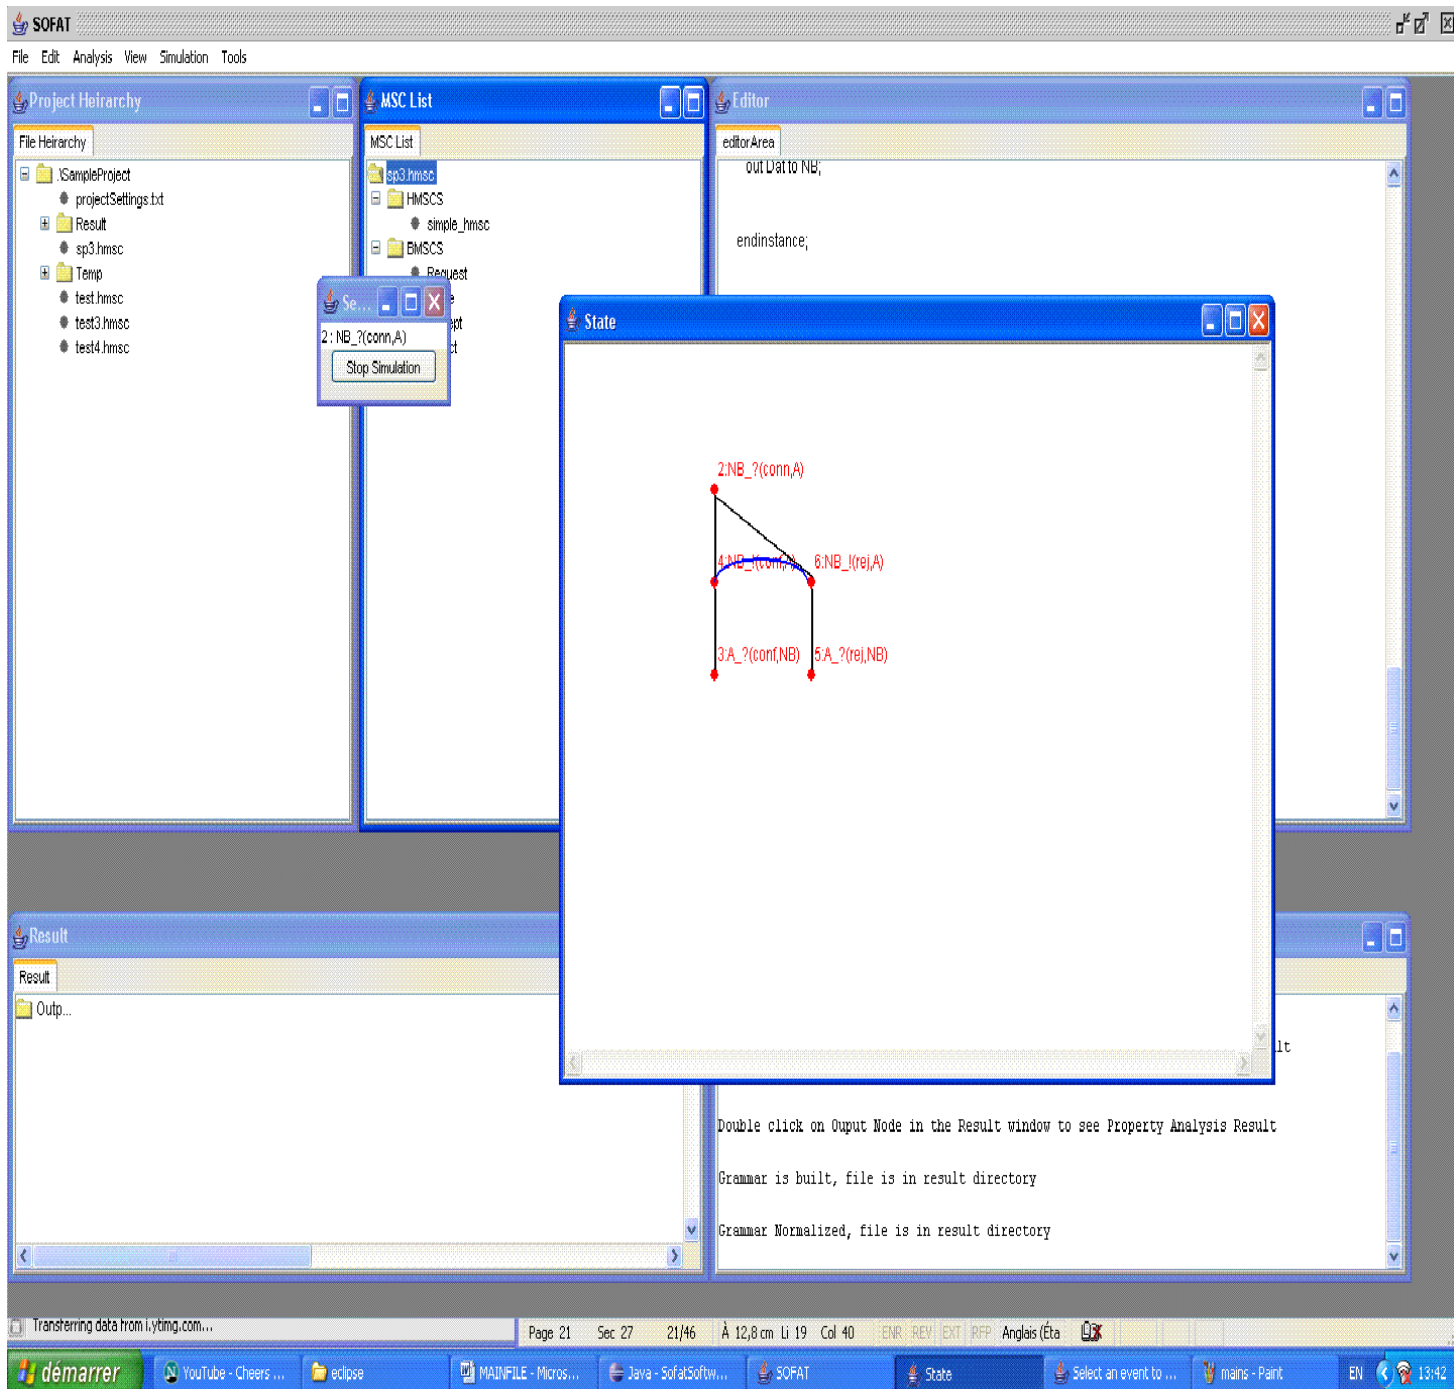 SOFAT
File Edit Analysis View Simulation Tools
Project Heirarchy
File Heirarchy
.\SampleProject
projectSettings.txt
Result
sp3.hmsc
Temp
test.hmsc
test3.hmsc
test4.hmsc
MSC List
MSC List
sp3.hmsc
HMSCS
simple_hmsc
BMSCS
Request
Editor
editorArea
out Dat to NB;
endinstance;
Se...
2 : NB_?(conn,A)
Stop Simulation
State
2:NB_?(conn,A)
4:NB_!(conf,A)
6:NB_!(rej,A)
3:A_?(conf,NB)
5:A_?(rej,NB)
Result
Result
Outp...
Double click on Ouput Node in the Result window to see Property Analysis Result
Grammar is built, file is in result directory
Grammar Normalized, file is in result directory
Transferring data from i.ytimg.com...
Page 21 Sec 27 21/46 À 12,8 cm Li 19 Col 40 ENR REV EXT RFP Anglais (Éta
démarrer
YouTube - Cheers ...
eclipse
MAINFILE - Micros...
Java - SofatSoftw...
SOFAT
State
Select an event to ...
mains - Paint
EN
13:42